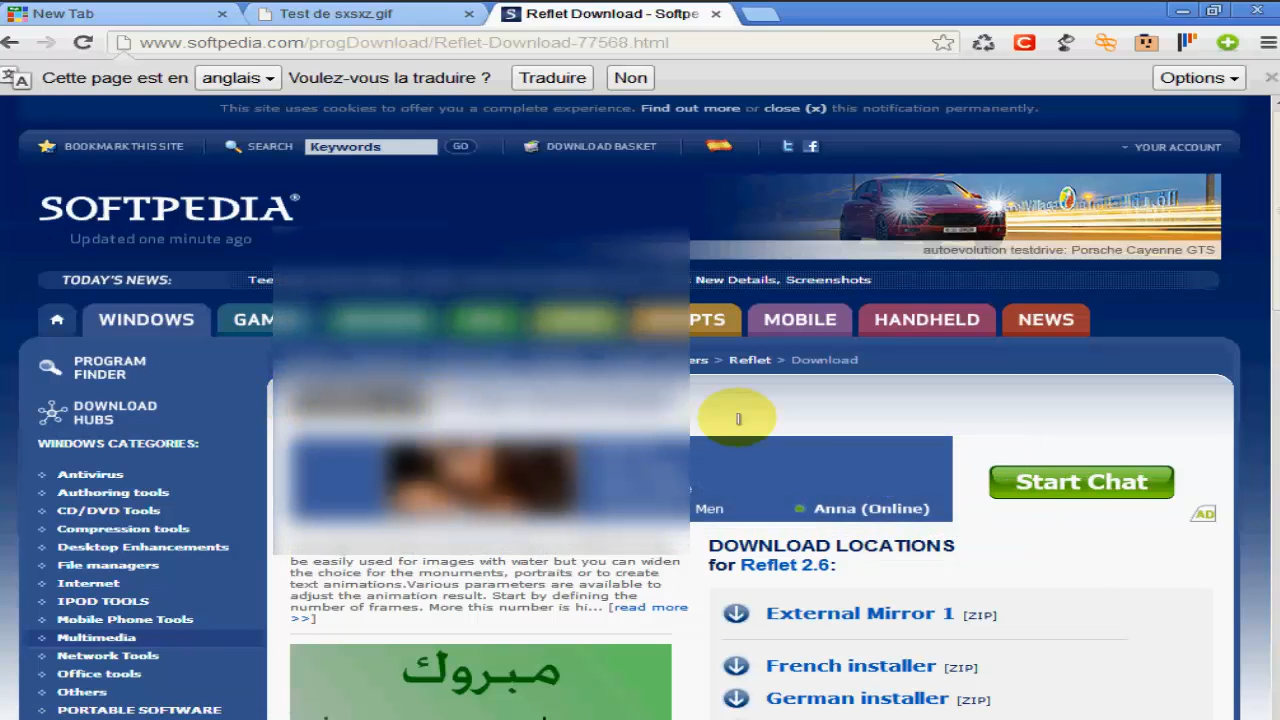 New Tab
Test de sxsxz.gif
Reflet Download - Softpe
www.softpedia.com/progDownload/Reflet-Download-77568.html
Cette page est en anglais Voulez-vous la traduire ? Traduire Non Options
This site uses cookies to offer you a complete experience. Find out more or close (x) this notification permanently.
BOOKMARK THIS SITE SEARCH Keywords GO DOWNLOAD BASKET YOUR ACCOUNT
SOFTPEDIA®
Updated one minute ago
autoevolution testdrive: Porsche Cayenne GTS
TODAY'S NEWS: Tee New Details, Screenshots
WINDOWS GAM PTS MOBILE HANDHELD NEWS
ers > Reflet > Download
PROGRAM
FINDER
DOWNLOAD
HUBS
WINDOWS CATEGORIES:
Antivirus
Authoring tools
CD/DVD Tools
Compression tools
Desktop Enhancements
File managers
Internet
IPOD TOOLS
Mobile Phone Tools
Multimedia
Network Tools
Office tools
Others
PORTABLE SOFTWARE
Men Anna (Online)
Start Chat
AD
be easily used for images with water but you can widen
the choice for the monuments, portraits or to create
text animations.Various parameters are available to
adjust the animation result. Start by defining the
number of frames. More this number is hi... [read more
>>]
مبروك
DOWNLOAD LOCATIONS
for Reflet 2.6:
External Mirror 1 [ZIP]
French installer [ZIP]
German installer [ZIP]